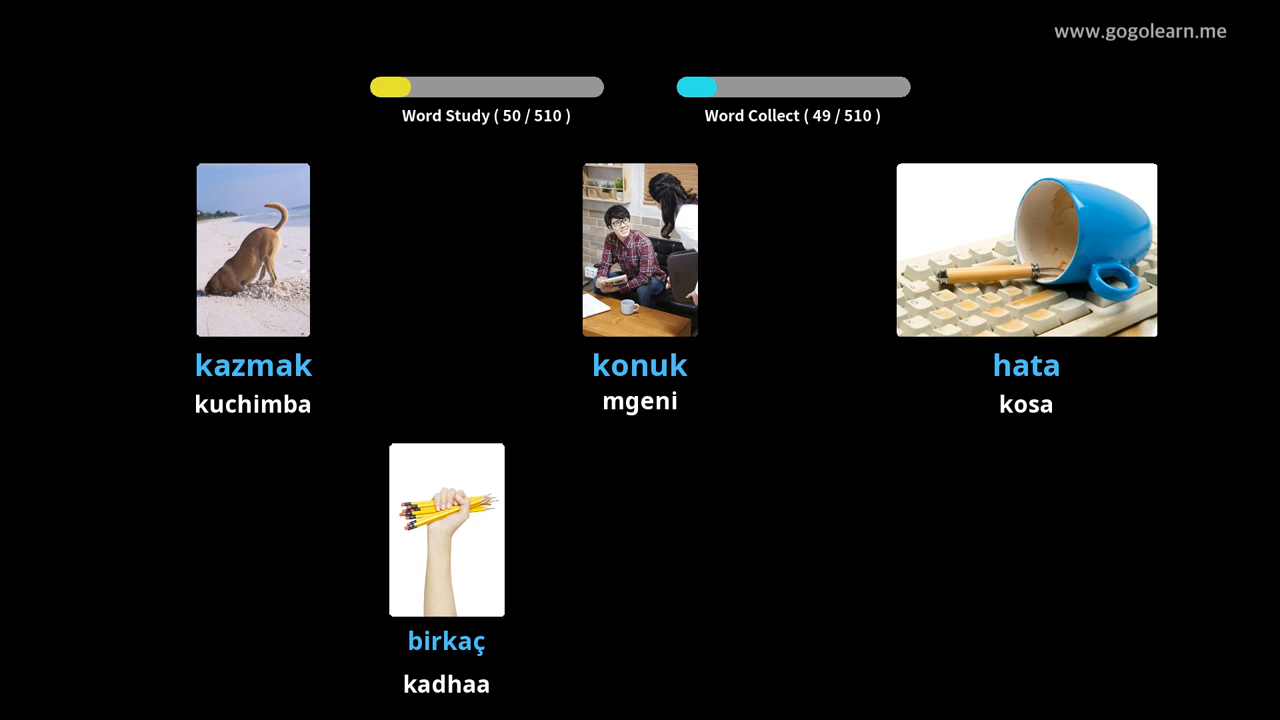 www.gogolearn.me
Word Study ( 50 / 510 )
Word Collect ( 49 / 510 )
kazmak
kuchimba
konuk
mgeni
hata
kosa
birkaç
kadhaa